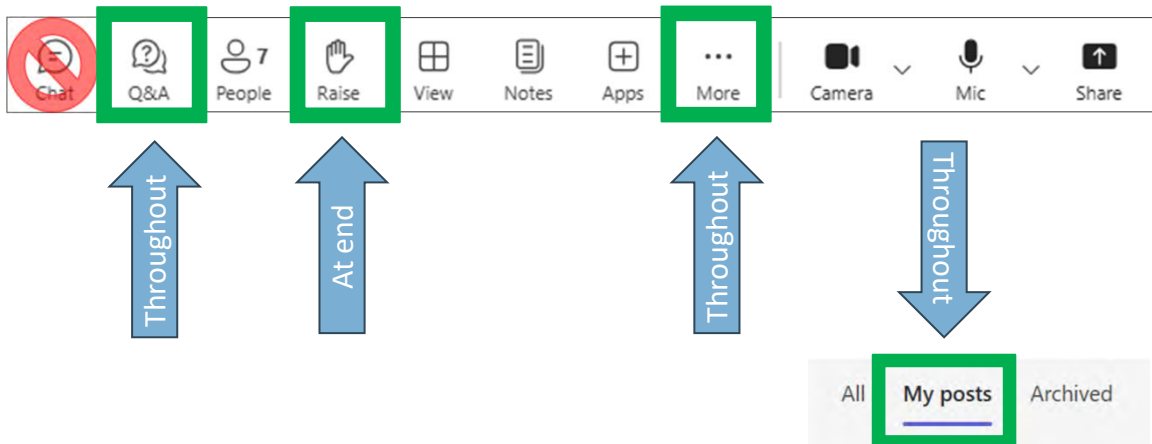 Chat Q&A People 7 Raise View Notes Apps More Camera Mic Share
Throughout
At end
Throughout
Throughout
All My posts Archived